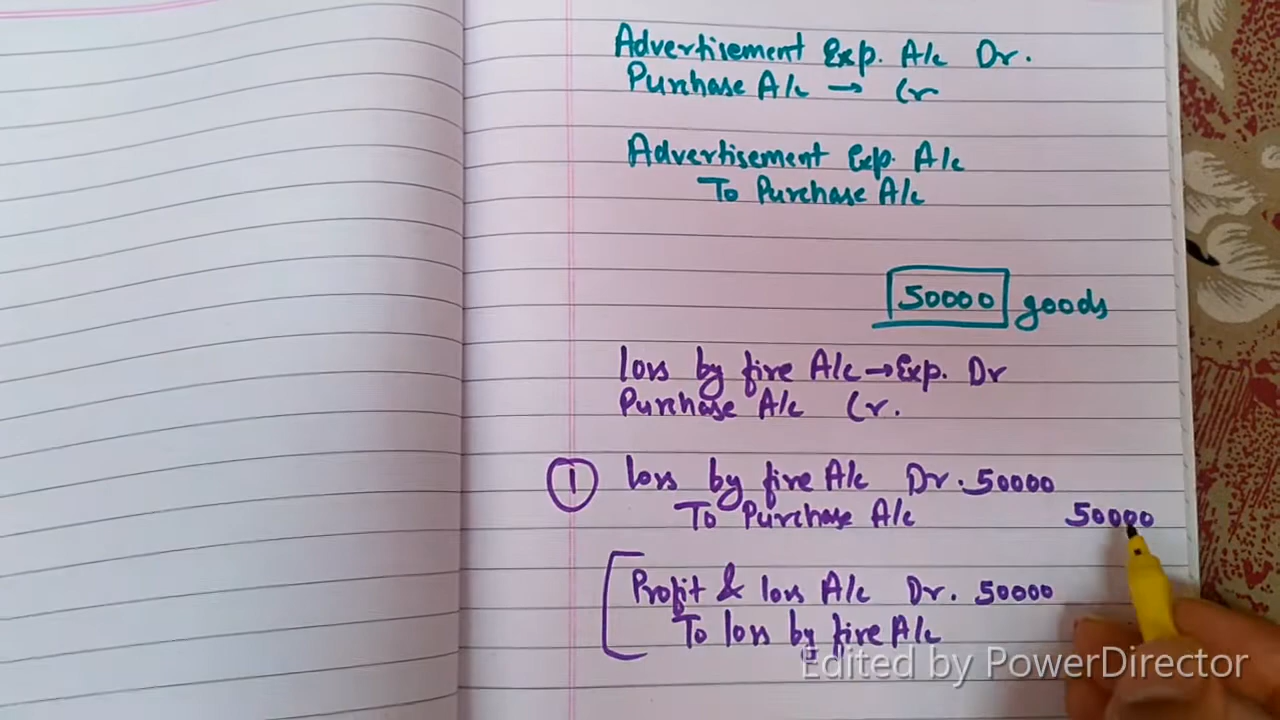 Advertisement Exp. A/c Dr.
Purchase A/c → Cr
Advertisement Exp. A/c
To Purchase A/c
50000 goods
loss by fire A/c → Exp. Dr
Purchase A/c Cr.
1 loss by fire A/c Dr. 50000
To Purchase A/c 50000
Profit & loss A/c Dr. 50000
To loss by fire A/c
Edited by PowerDirector